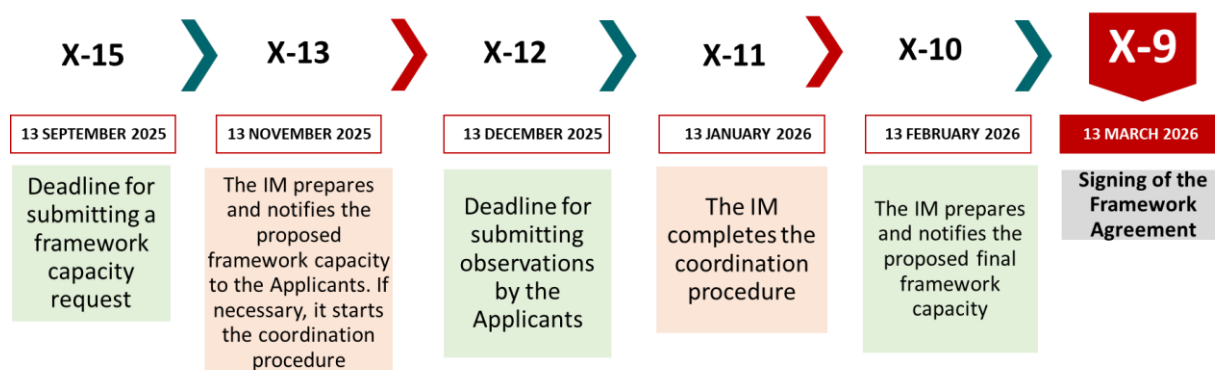 X-15
X-13
X-12
X-11
X-10
X-9
13 SEPTEMBER 2025
13 NOVEMBER 2025
13 DECEMBER 2025
13 JANUARY 2026
13 FEBRUARY 2026
13 MARCH 2026
Deadline for
submitting a
framework
capacity
request
The IM prepares
and notifies the
proposed
framework capacity
to the Applicants. If
necessary, it starts
the coordination
procedure
Deadline for
submitting
observations
by the
Applicants
The IM
completes the
coordination
procedure
The IM prepares
and notifies the
proposed final
framework
capacity
Signing of the
Framework
Agreement